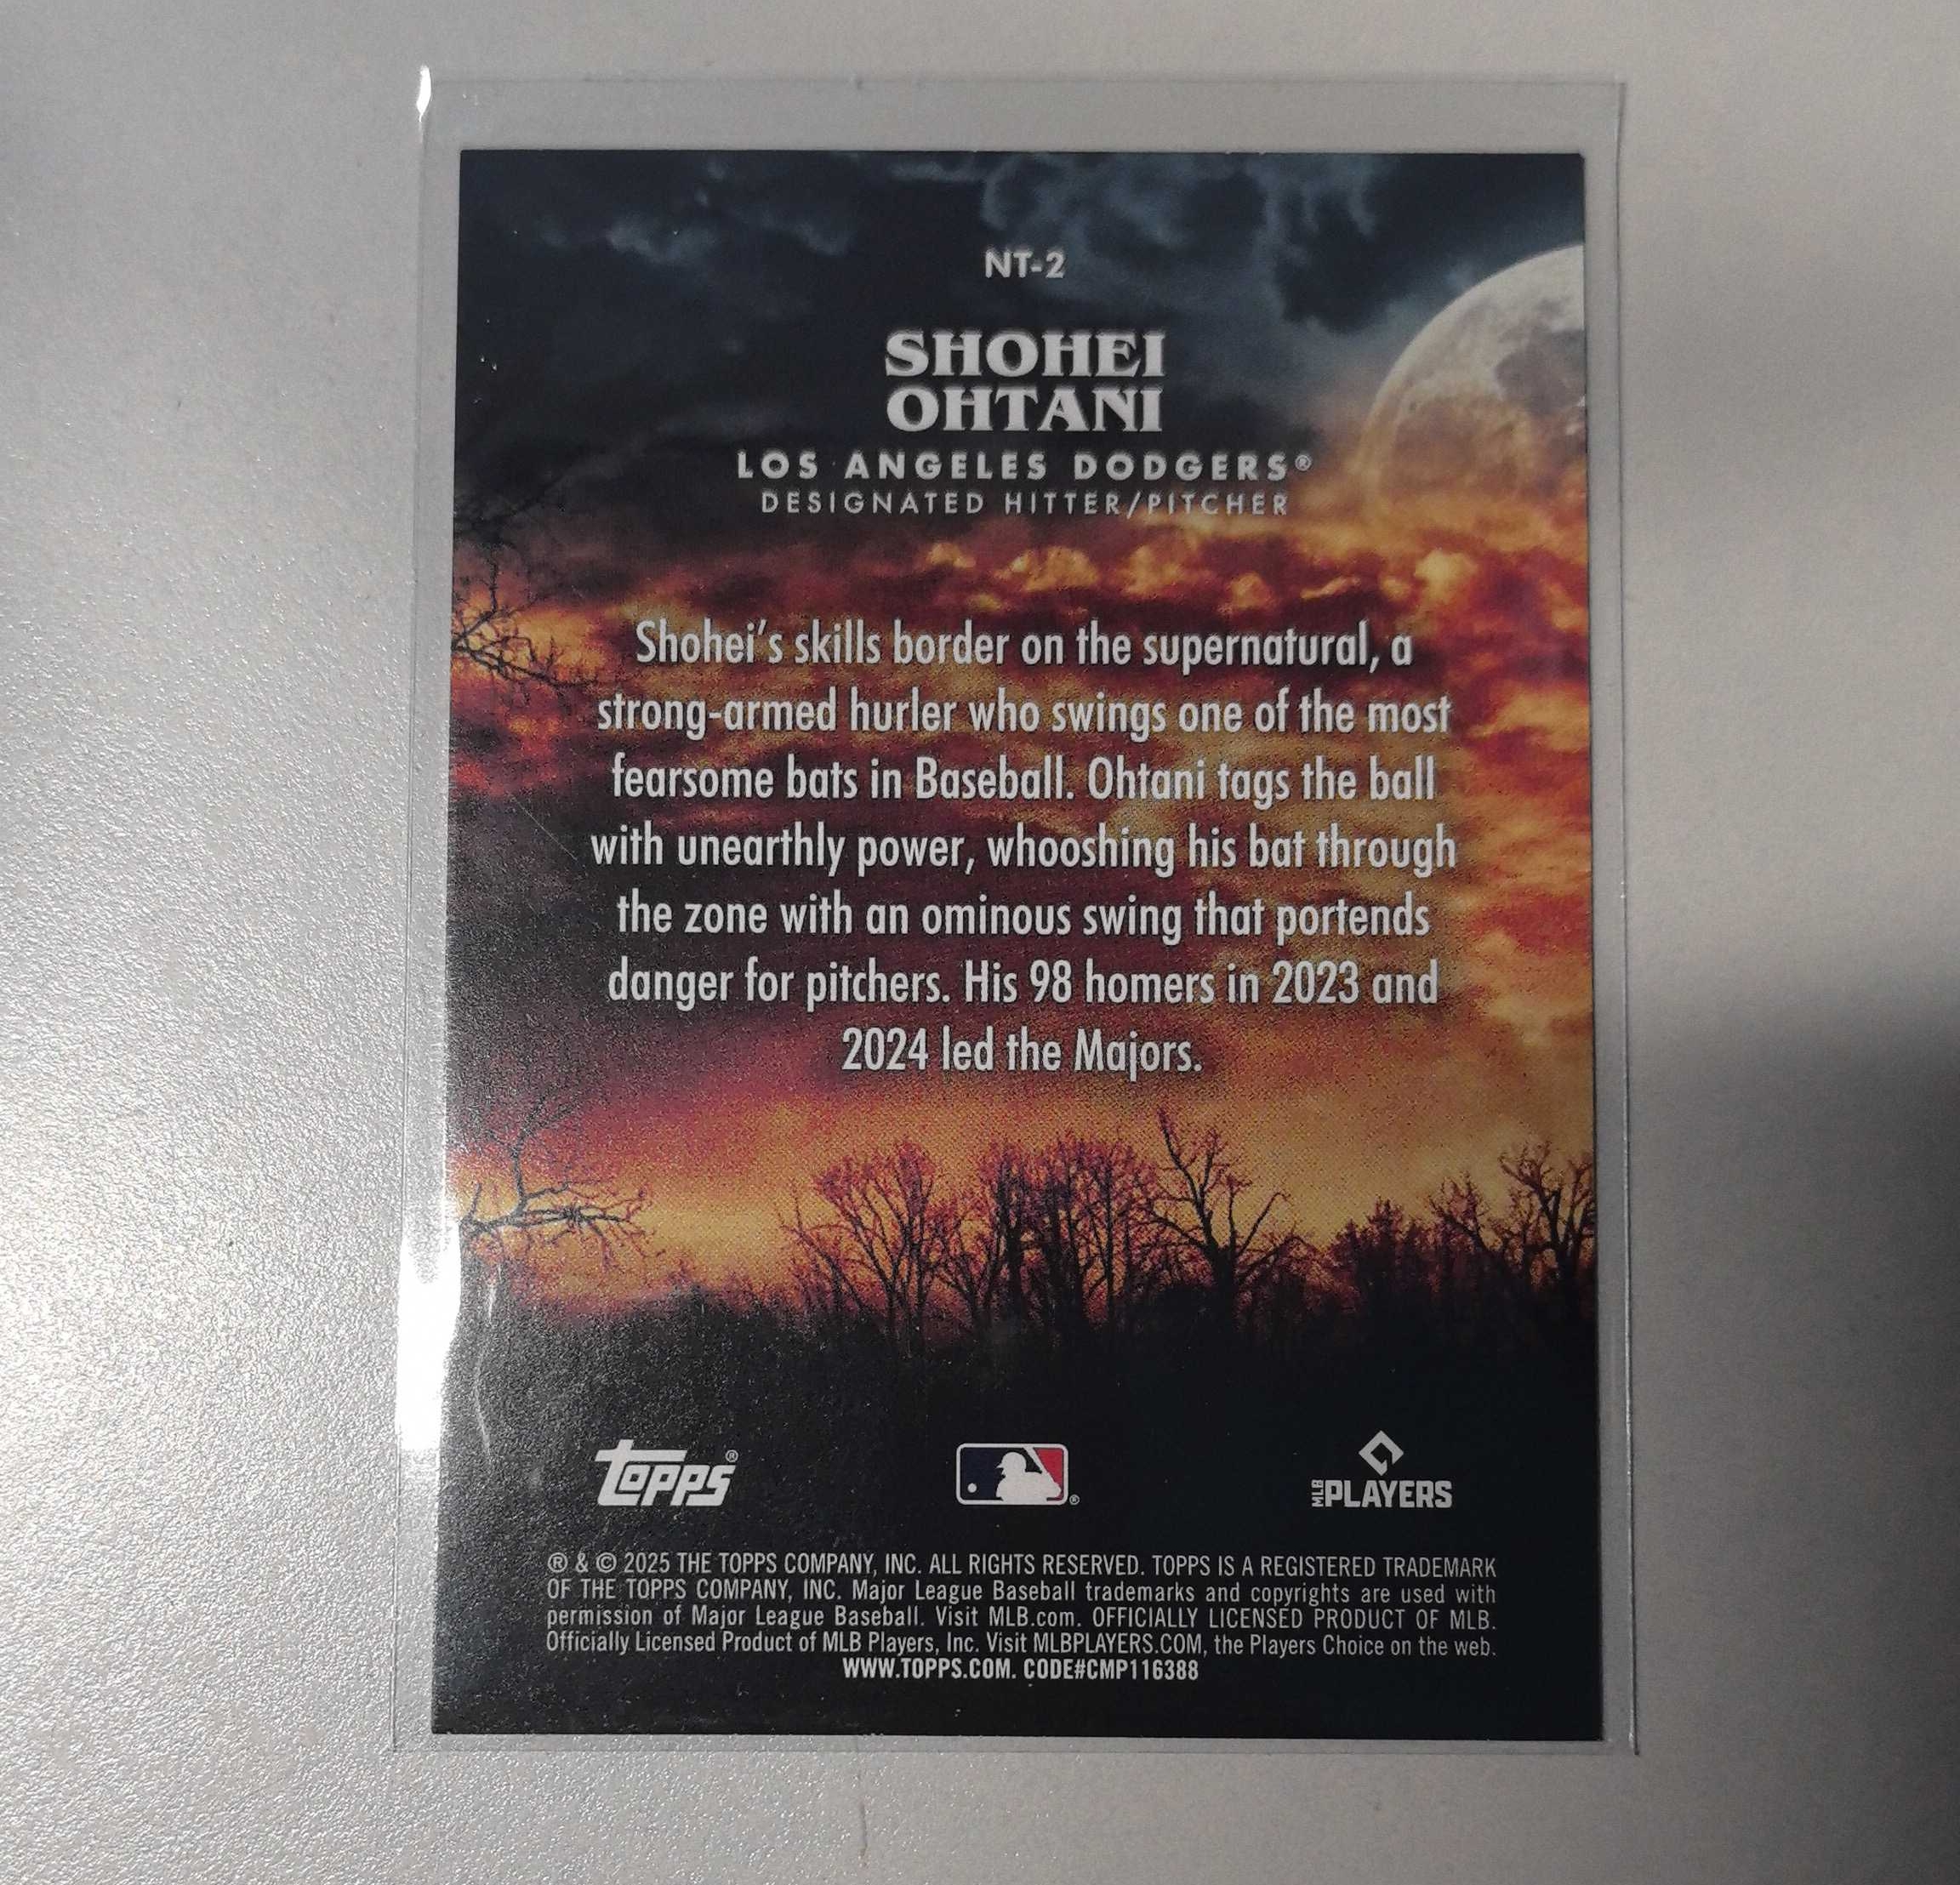 NT-2
SHOHEI
OHTANI
LOS ANGELES DODGERS®
DESIGNATED HITTER/PITCHER
Shohei's skills border on the supernatural, a
strong-armed hurler who swings one of the most
fearsome bats in Baseball. Ohtani tags the ball
with unearthly power, whooshing his bat through
the zone with an ominous swing that portends
danger for pitchers. His 98 homers in 2023 and
2024 led the Majors.
topps®
®
MLB PLAYERS
® & © 2025 THE TOPPS COMPANY, INC. ALL RIGHTS RESERVED. TOPPS IS A REGISTERED TRADEMARK
OF THE TOPPS COMPANY, INC. Major League Baseball trademarks and copyrights are used with
permission of Major League Baseball. Visit MLB.com. OFFICIALLY LICENSED PRODUCT OF MLB.
Officially Licensed Product of MLB Players, Inc. Visit MLBPLAYERS.COM, the Players Choice on the web.
WWW.TOPPS.COM. CODE#CMP116388